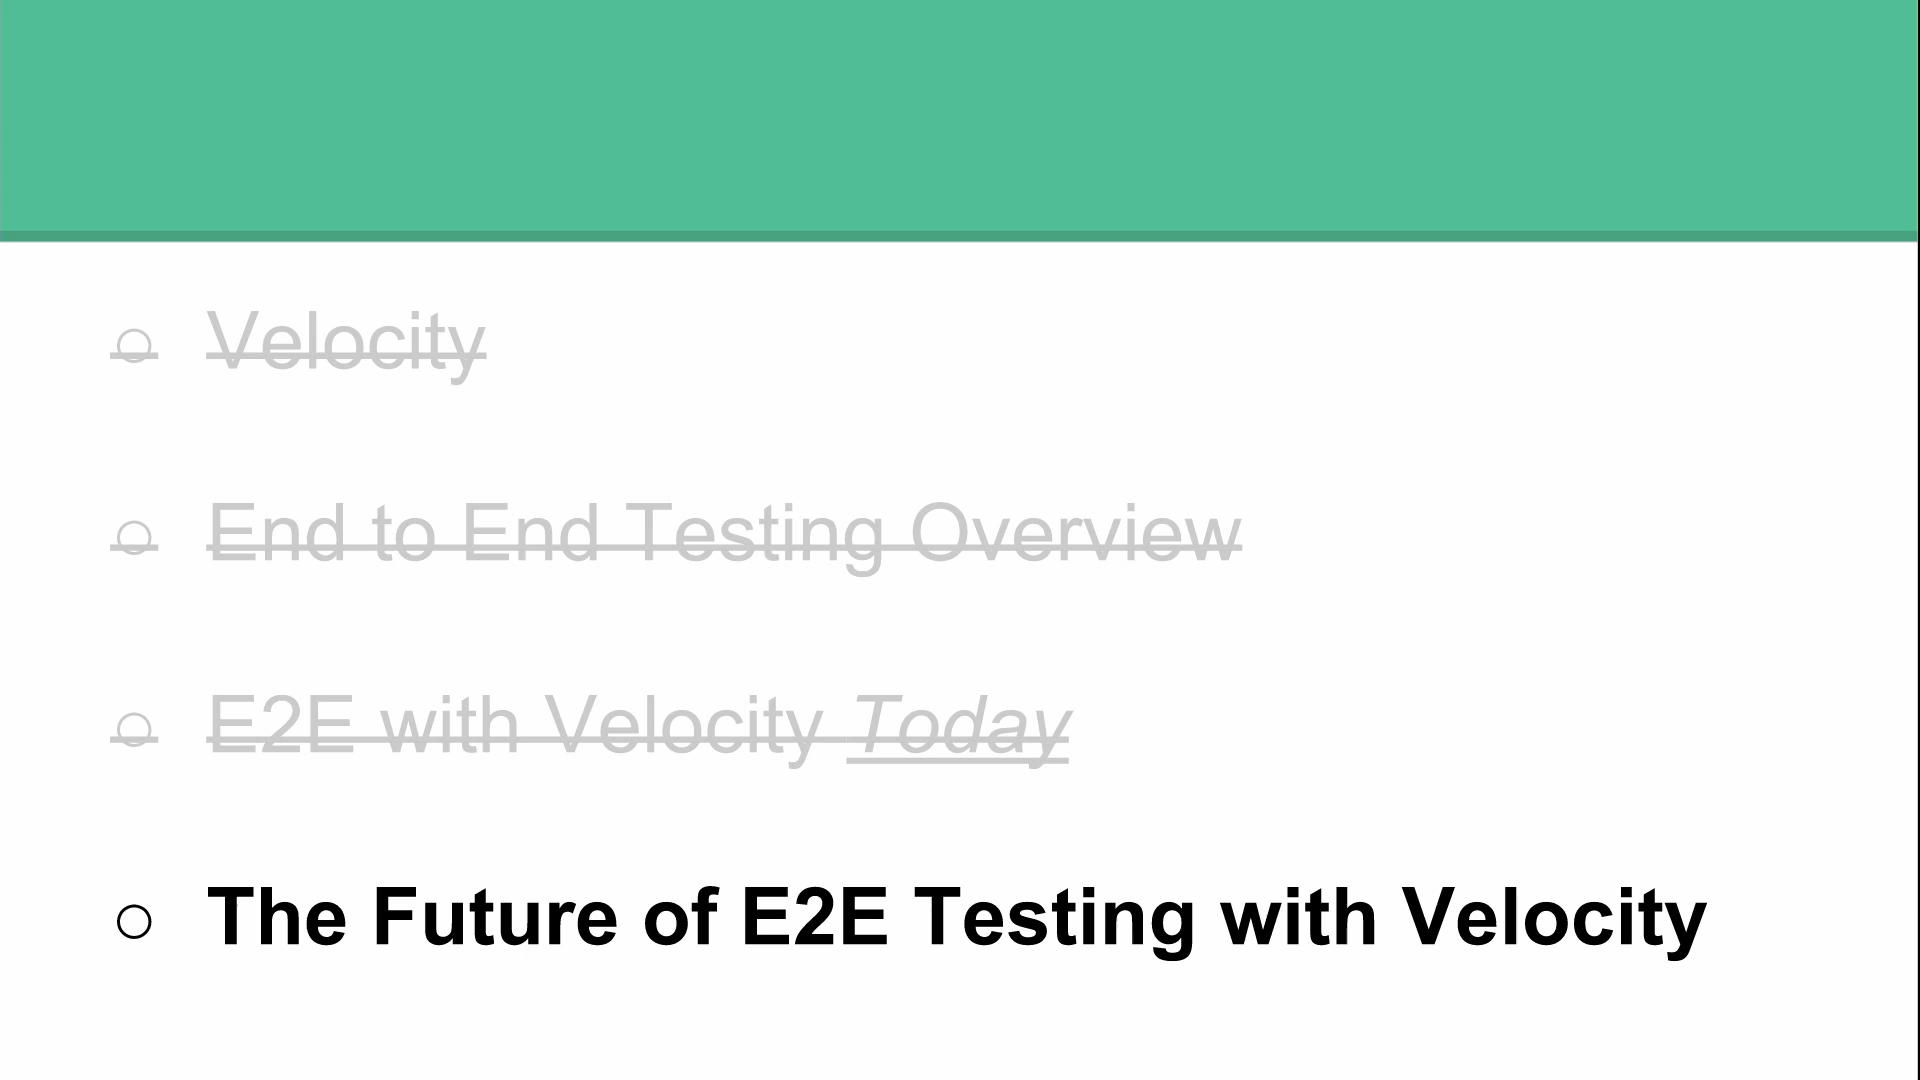 Velocity
End to End Testing Overview
E2E with Velocity Today
The Future of E2E Testing with Velocity